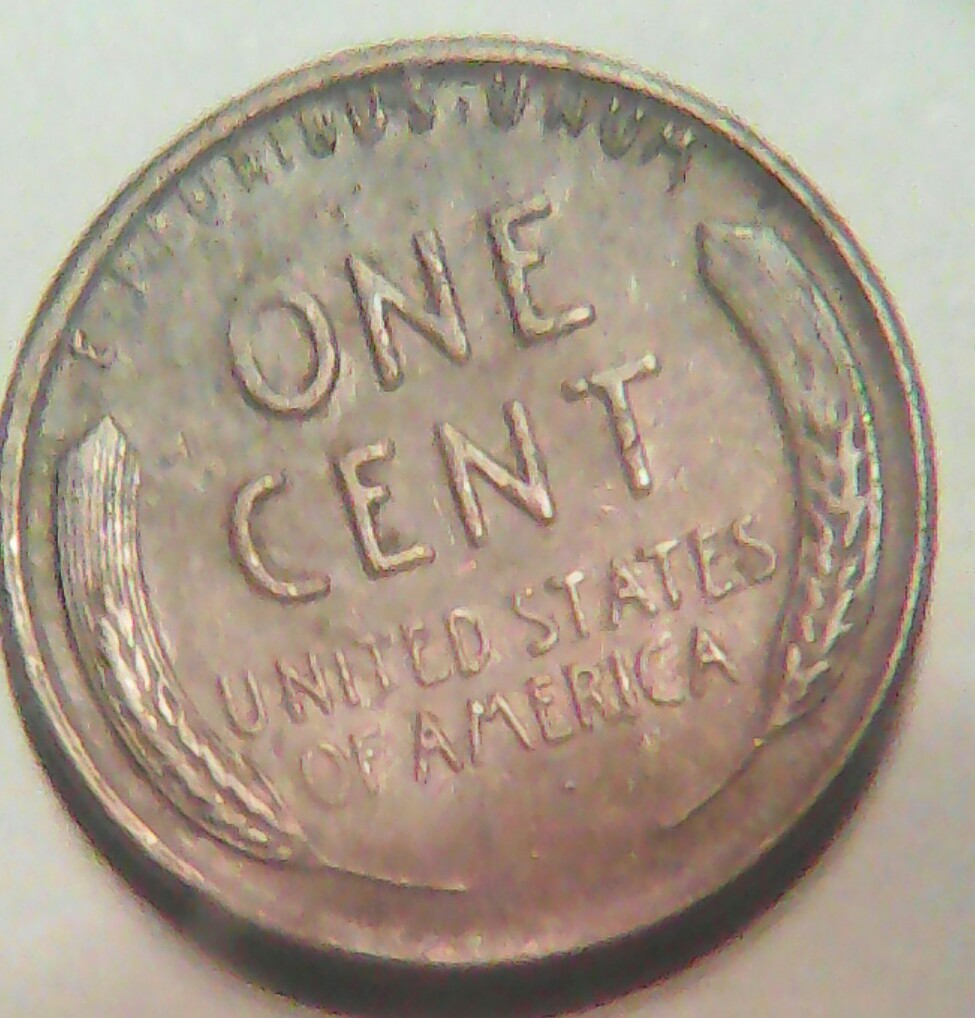 E PLURIBUS · UNUM
ONE
CENT
UNITED STATES
OF AMERICA